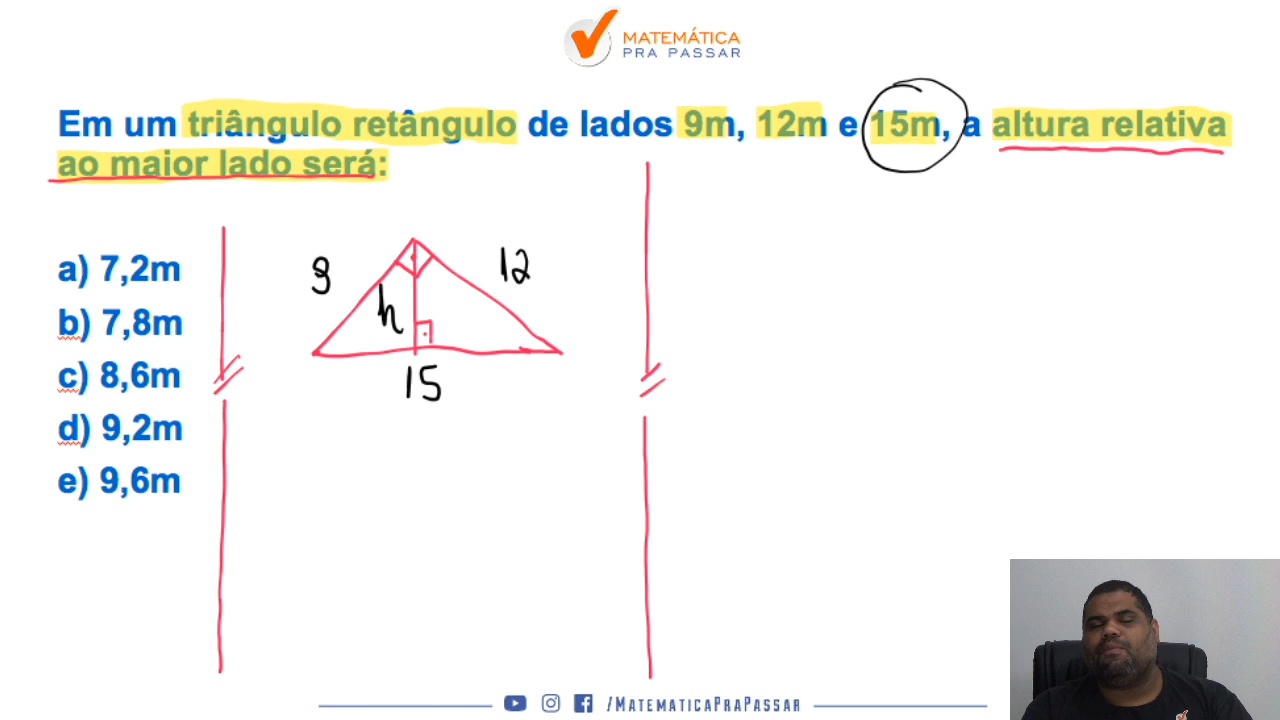 MATEMÁTICA
PRA PASSAR
Em um triângulo retângulo de lados 9m, 12m e 15m, a altura relativa
ao maior lado será:
a) 7,2m
b) 7,8m
c) 8,6m
d) 9,2m
e) 9,6m
9
12
h
15
/MATEMATICAPRAPASSAR